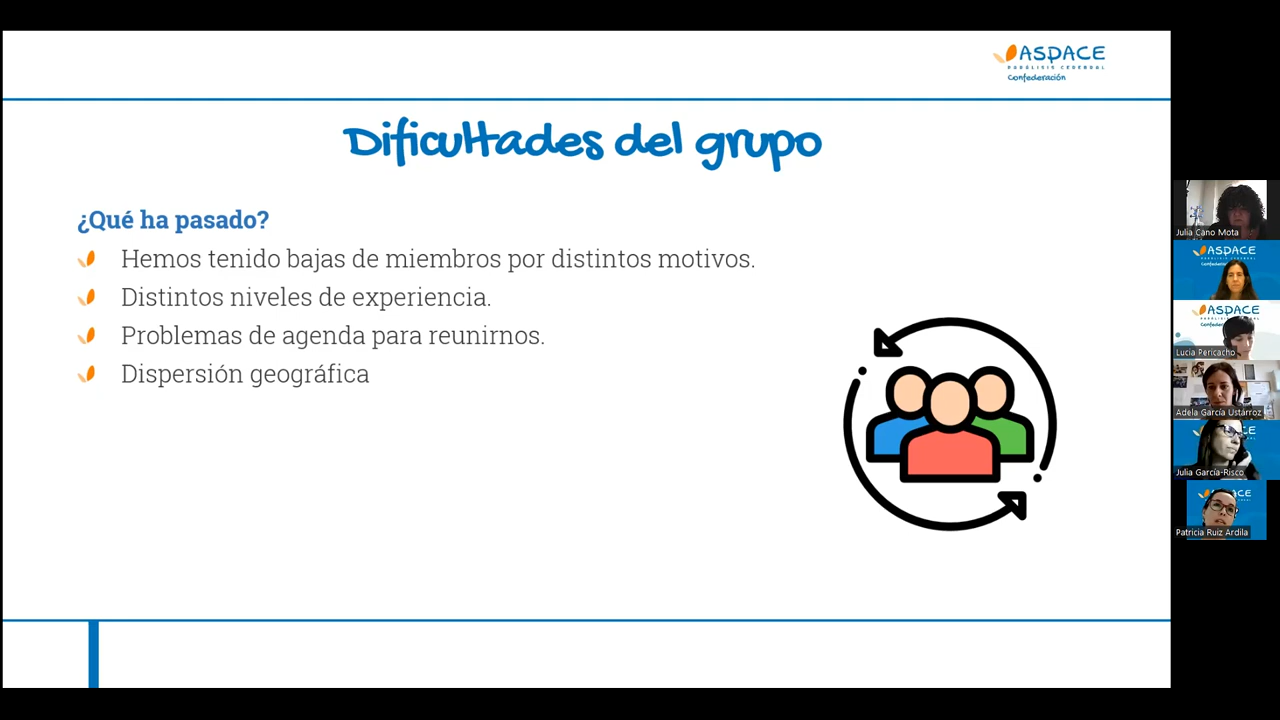 ASPACE
PARÁLISIS CEREBRAL
Confederación
Dificultades del grupo
¿Qué ha pasado?
Hemos tenido bajas de miembros por distintos motivos.
Distintos niveles de experiencia.
Problemas de agenda para reunirnos.
Dispersión geográfica
Julia Cano Mota
ASPACE
ASPACE
Lucía Pericacho
Adela García Ustárroz
Julia García-Risco
Patricia Ruiz Ardila